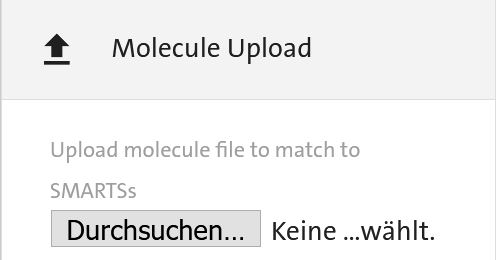 Molecule Upload
Upload molecule file to match to
SMARTSs
Durchsuchen... Keine ...wählt.